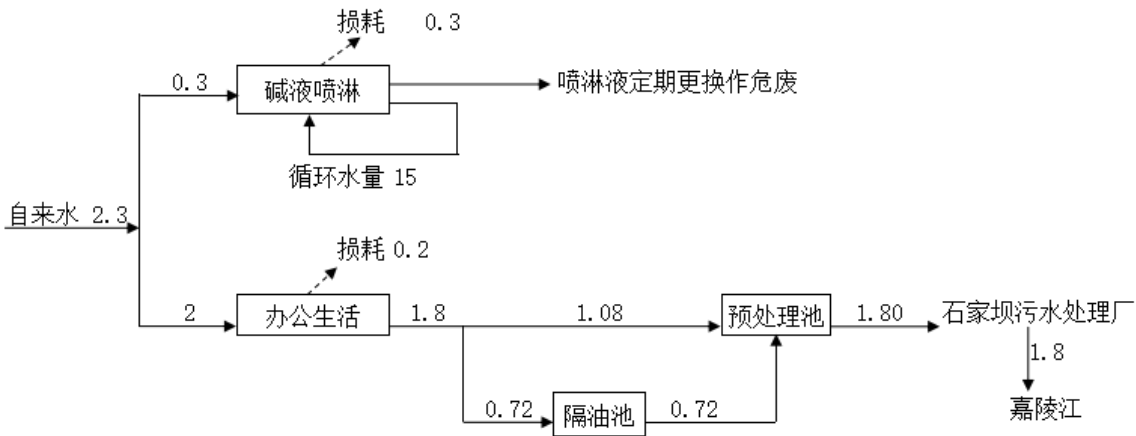 损耗 0.3
0.3
碱液喷淋
喷淋液定期更换作危废
循环水量 15
自来水 2.3
损耗 0.2
2
办公生活
1.8
1.08
预处理池
1.80
石家坝污水处理厂
1.8
0.72
隔油池
0.72
嘉陵江